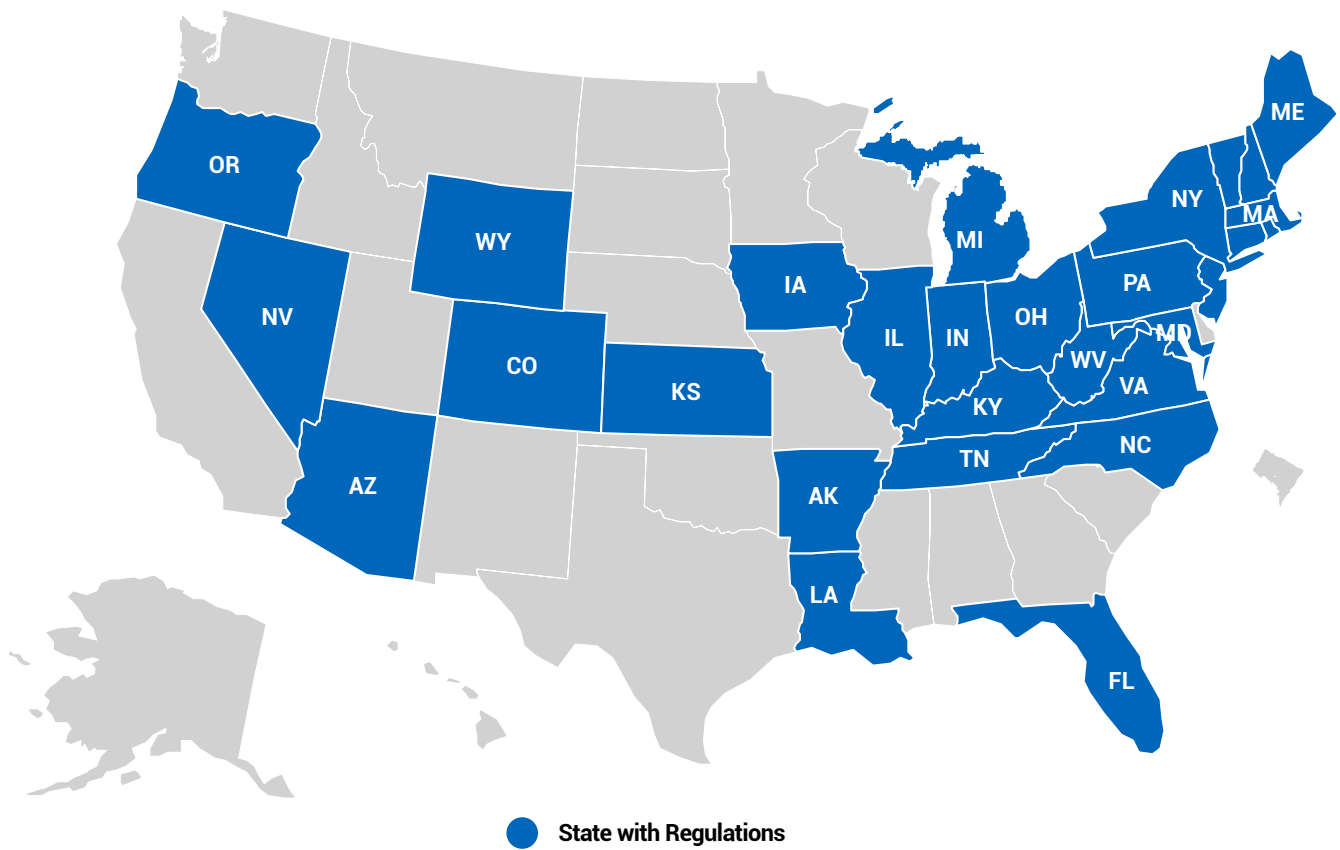 ME
OR
NY
MA
WY
MI
IA
PA
NV
OH
MD
IL
IN
WV
CO
VA
KS
KY
NC
TN
AZ
AK
LA
FL
State with Regulations